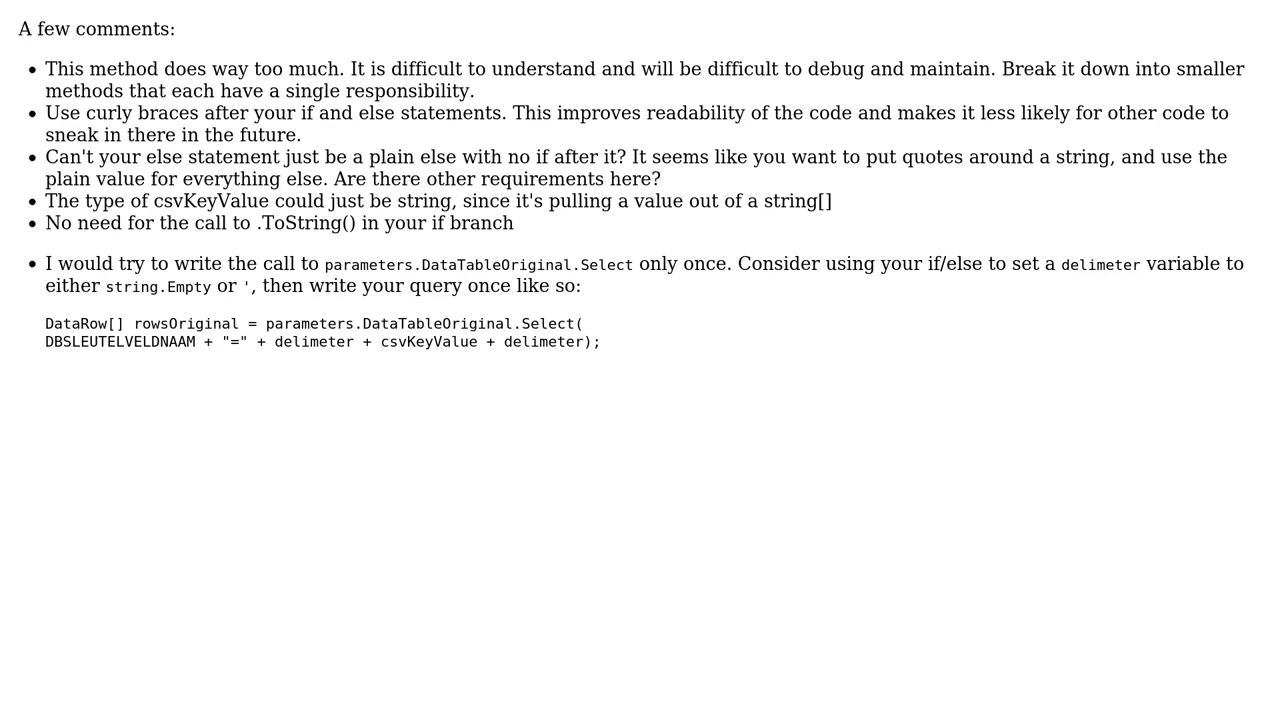 A few comments:
This method does way too much. It is difficult to understand and will be difficult to debug and maintain. Break it down into smaller
methods that each have a single responsibility.
Use curly braces after your if and else statements. This improves readability of the code and makes it less likely for other code to
sneak in there in the future.
Can't your else statement just be a plain else with no if after it? It seems like you want to put quotes around a string, and use the
plain value for everything else. Are there other requirements here?
The type of csvKeyValue could just be string, since it's pulling a value out of a string[]
No need for the call to .ToString() in your if branch
I would try to write the call to parameters.DataTableOriginal.Select only once. Consider using your if/else to set a delimeter variable to
either string.Empty or ', then write your query once like so:
DataRow[] rowsOriginal = parameters.DataTableOriginal.Select(
DBSLEUTELVELDNAAM + "=" + delimeter + csvKeyValue + delimeter);